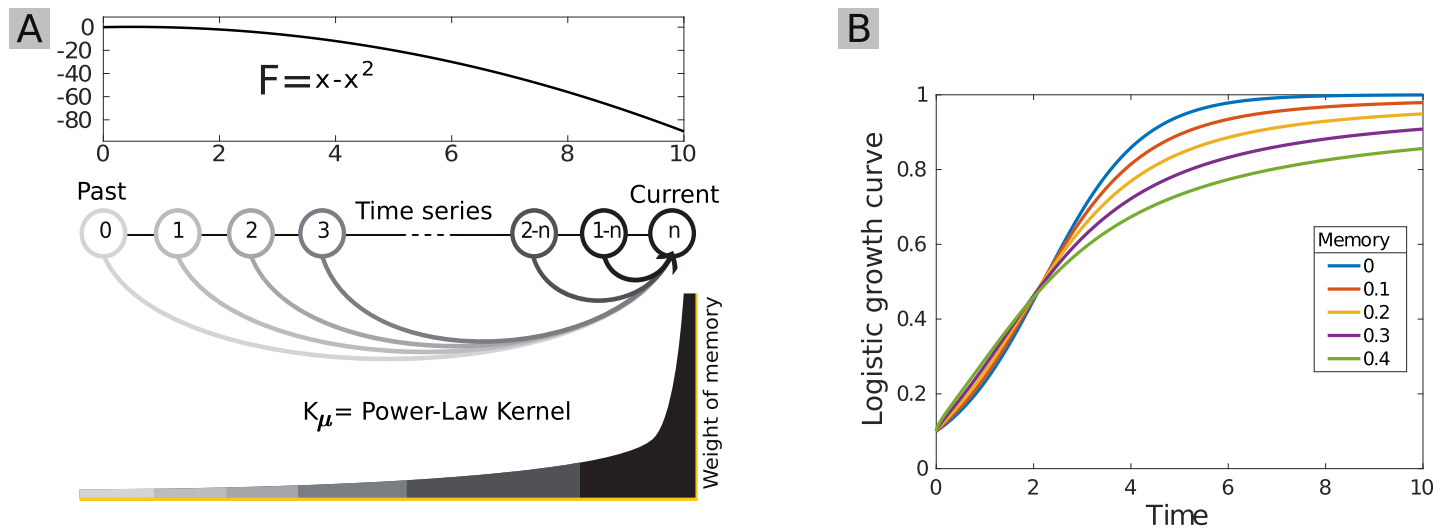 A
0
-20
-40
-60
-80
F=x-x²
0 2 4 6 8 10
Past
Current
Time series
0 1 2 3 2-n 1-n n
Weight of memory
Kμ= Power-Law Kernel
B
1
0.8
0.6
0.4
0.2
0
Logistic growth curve
Memory
0
0.1
0.2
0.3
0.4
0 2 4 6 8 10
Time